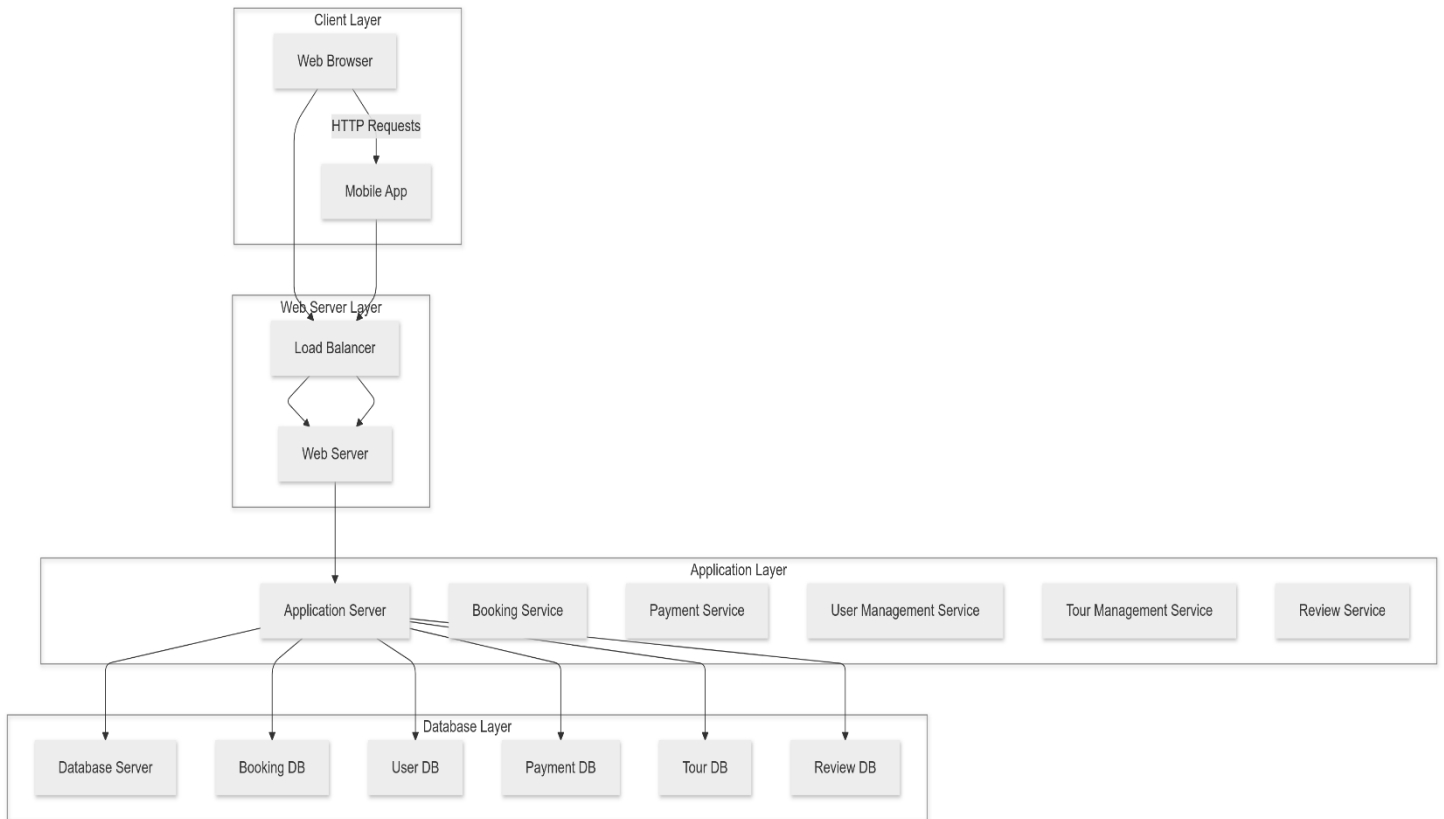 Client Layer
Web Browser
HTTP Requests
Mobile App
Web Server Layer
Load Balancer
Web Server
Application Layer
Application Server
Booking Service
Payment Service
User Management Service
Tour Management Service
Review Service
Database Layer
Database Server
Booking DB
User DB
Payment DB
Tour DB
Review DB